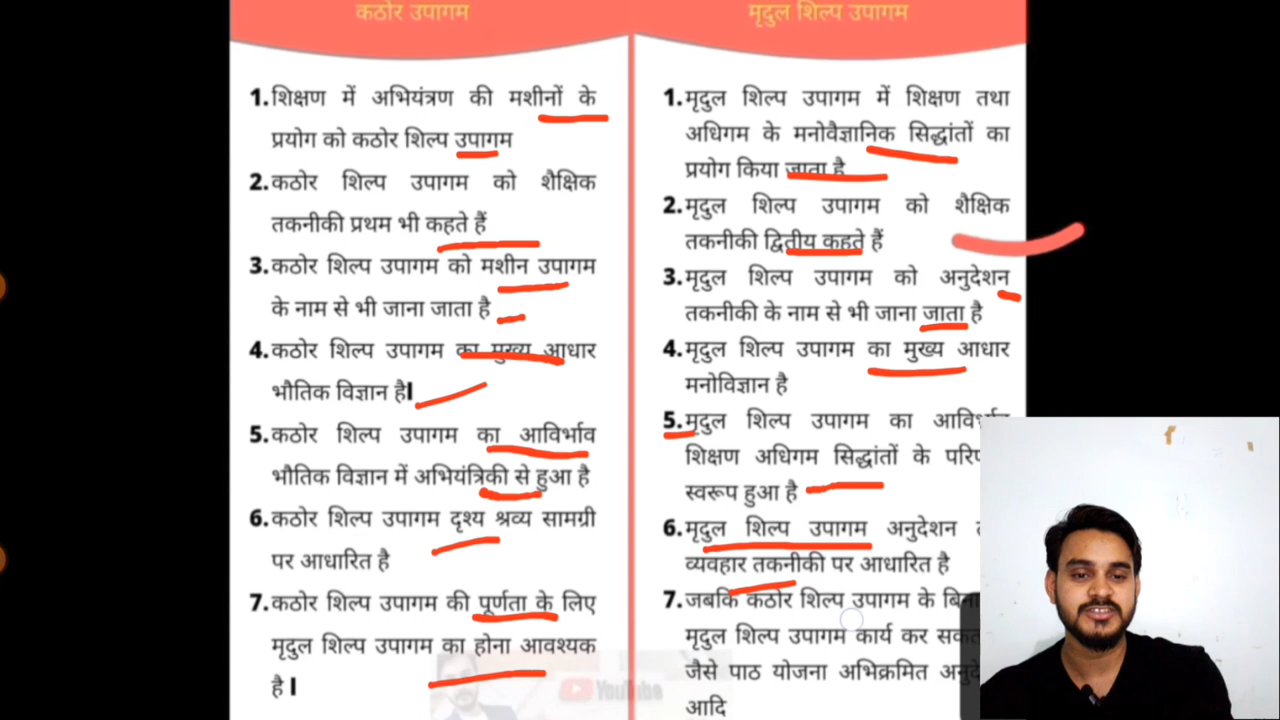 कठोर उपागम
1. शिक्षण में अभियंत्रण की मशीनों के
प्रयोग को कठोर शिल्प उपागम
2. कठोर शिल्प उपागम को शैक्षिक
तकनीकी प्रथम भी कहते हैं
3. कठोर शिल्प उपागम को मशीन उपागम
के नाम से भी जाना जाता है
4. कठोर शिल्प उपागम का मुख्य आधार
भौतिक विज्ञान है।
5. कठोर शिल्प उपागम का आविर्भाव
भौतिक विज्ञान में अभियंत्रिकी से हुआ है
6. कठोर शिल्प उपागम दृश्य श्रव्य सामग्री
पर आधारित है
7. कठोर शिल्प उपागम की पूर्णता के लिए
मृदुल शिल्प उपागम का होना आवश्यक
है।
मृदुल शिल्प उपागम
1. मृदुल शिल्प उपागम में शिक्षण तथा
अधिगम के मनोवैज्ञानिक सिद्धांतों का
प्रयोग किया जाता है
2. मृदुल शिल्प उपागम को शैक्षिक
तकनीकी द्वितीय कहते हैं
3. मृदुल शिल्प उपागम को अनुदेशन
तकनीकी के नाम से भी जाना जाता है
4. मृदुल शिल्प उपागम का मुख्य आधार
मनोविज्ञान है
5. मृदुल शिल्प उपागम का
शिक्षण अधिगम सिद्धांतों के
स्वरूप हुआ है
6. मृदुल शिल्प उपागम अनुदेशन
व्यवहार तकनीकी पर आधारित है
7. जबकि कठोर शिल्प उपागम के
मृदुल शिल्प उपागम कार्य कर
जैसे पाठ योजना अभिक्रमित
आदि
YouTube